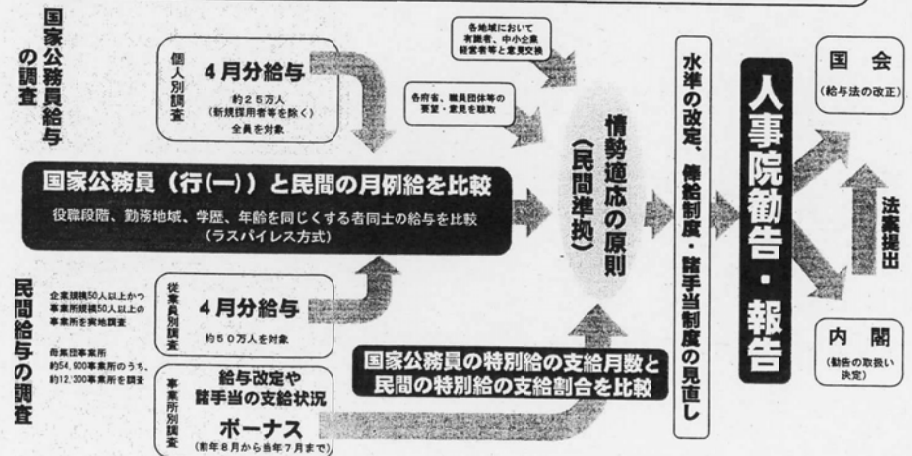 国家公務員給与
の調査
個人別調査
4月分給与
約25万人
(新規採用者等を除く)
全員を対象
各地域において
有識者、中小企業
経営者等と意見交換
各府省、職員団体等の
要望・意見を聴取
国家公務員(行(一))と民間の月例給を比較
役職段階、勤務地域、学歴、年齢を同じくする者同士の給与を比較
(ラスパイレス方式)
民間給与の調査
企業規模50人以上かつ
事業所規模50人以上の
事業所を実地調査
母集団事業所
約54,900事業所のうち、
約12,300事業所を調査
従業員別調査
4月分給与
約50万人を対象
事業所別調査
給与改定や
諸手当の支給状況
ボーナス
(前年8月から当年7月まで)
国家公務員の特別給の支給月数と
民間の特別給の支給割合を比較
情勢適応の原則
(民間準拠)
水準の改定、俸給制度・諸手当制度の見直し
人事院勧告・報告
国 会
(給与法の改正)
法案提出
内 閣
(勧告の取扱い
決定)